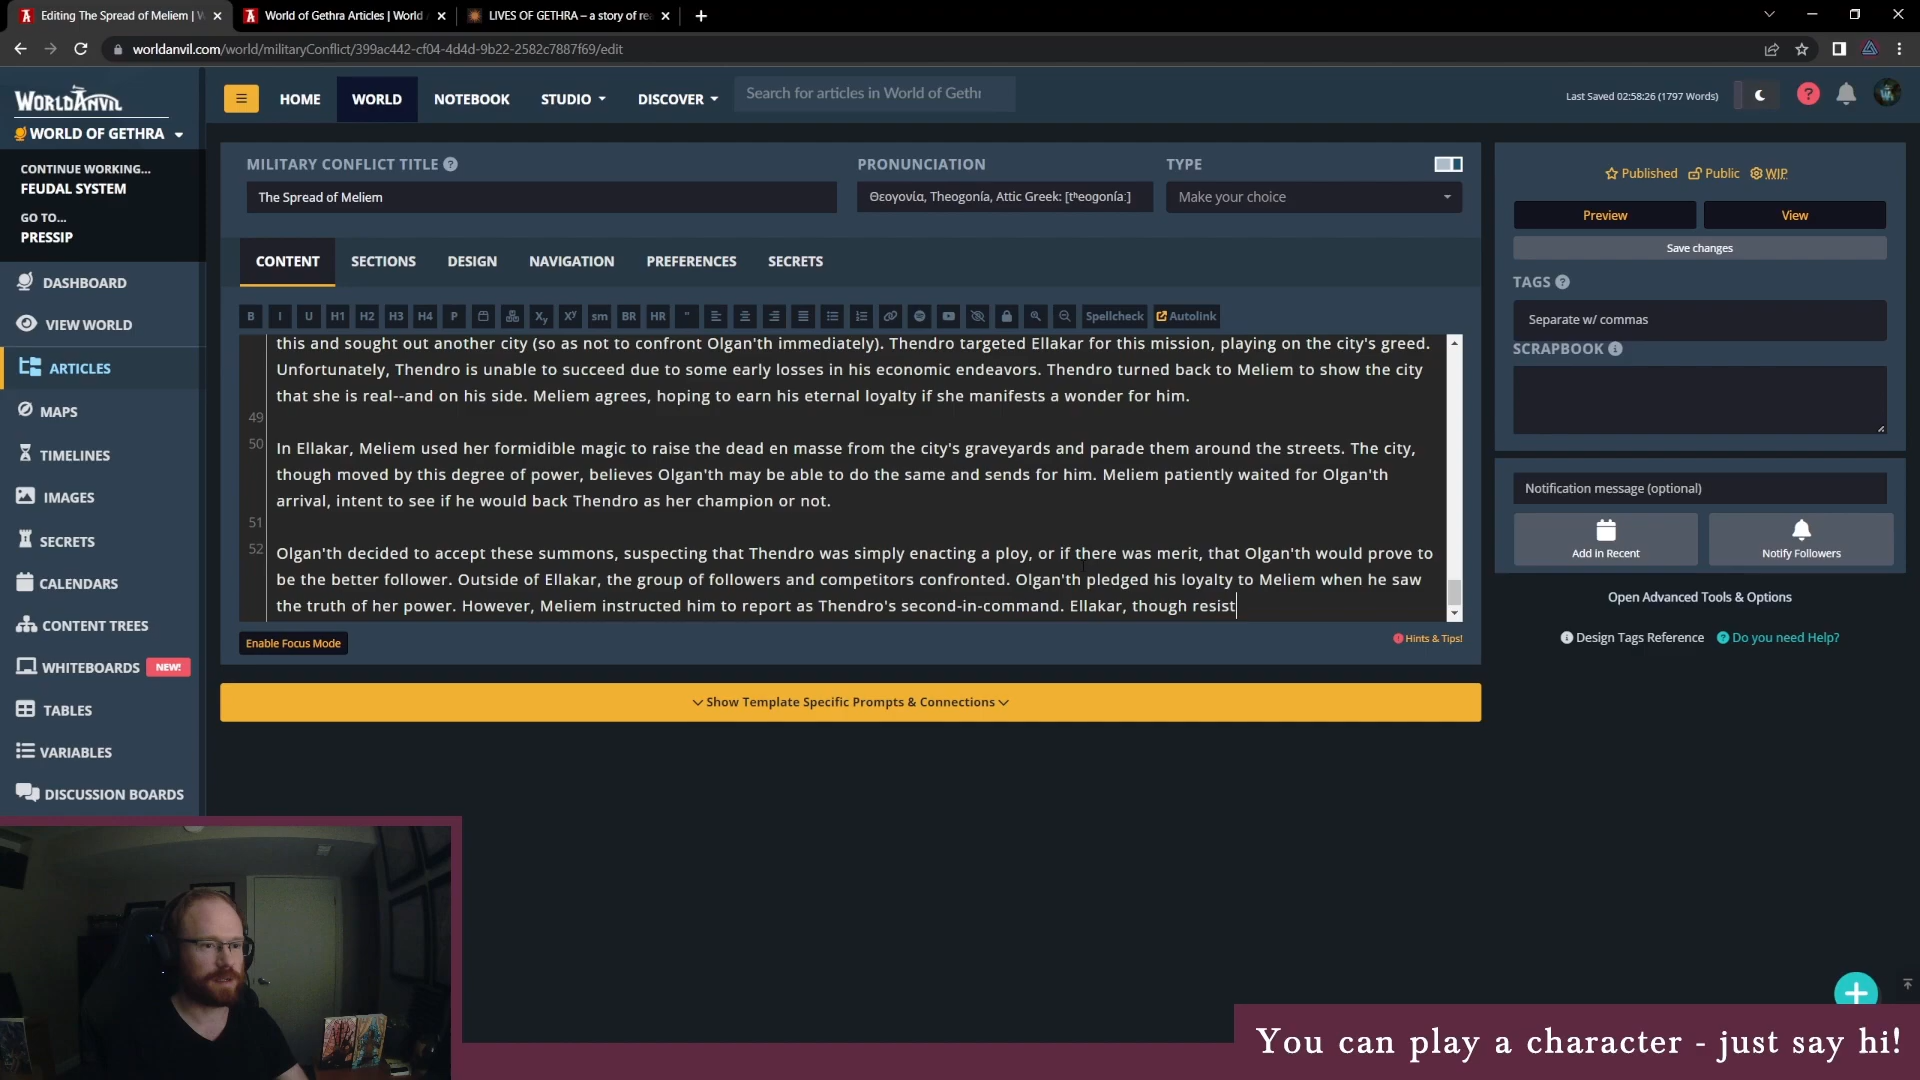 Editing The Spread of Meliem | W
World of Gethra Articles | World
LIVES OF GETHRA – a story of re
worldanvil.com/world/militaryConflict/399ac442-cf04-4d4d-9b22-2582c7887f69/edit
WORLDANVIL
WORLD OF GETHRA
HOME
WORLD
NOTEBOOK
STUDIO
DISCOVER
Search for articles in World of Gethr
Last Saved 02:58:26 (1797 Words)
CONTINUE WORKING...
FEUDAL SYSTEM
GO TO...
PRESSIP
DASHBOARD
VIEW WORLD
ARTICLES
MAPS
TIMELINES
IMAGES
SECRETS
CALENDARS
CONTENT TREES
WHITEBOARDS NEW!
TABLES
VARIABLES
DISCUSSION BOARDS
MILITARY CONFLICT TITLE
PRONUNCIATION
TYPE
The Spread of Meliem
Θεογονία, Theogonía, Attic Greek: [tʰeoɡoníaː]
Make your choice
CONTENT
SECTIONS
DESIGN
NAVIGATION
PREFERENCES
SECRETS
B I U H1 H2 H3 H4 P Xy X^y sm BR HR " Spellcheck Autolink
this and sought out another city (so as not to confront Olgan'th immediately). Thendro targeted Ellakar for this mission, playing on the city's greed.
Unfortunately, Thendro is unable to succeed due to some early losses in his economic endeavors. Thendro turned back to Meliem to show the city
that she is real--and on his side. Meliem agrees, hoping to earn his eternal loyalty if she manifests a wonder for him.
49
50 In Ellakar, Meliem used her formidible magic to raise the dead en masse from the city's graveyards and parade them around the streets. The city,
though moved by this degree of power, believes Olgan'th may be able to do the same and sends for him. Meliem patiently waited for Olgan'th
arrival, intent to see if he would back Thendro as her champion or not.
51
52 Olgan'th decided to accept these summons, suspecting that Thendro was simply enacting a ploy, or if there was merit, that Olgan'th would prove to
be the better follower. Outside of Ellakar, the group of followers and competitors confronted. Olgan'th pledged his loyalty to Meliem when he saw
the truth of her power. However, Meliem instructed him to report as Thendro's second-in-command. Ellakar, though resist
Enable Focus Mode
Hints & Tips!
Show Template Specific Prompts & Connections
Published Public WIP
Preview
View
Save changes
TAGS
Separate w/ commas
SCRAPBOOK
Notification message (optional)
Add in Recent
Notify Followers
Open Advanced Tools & Options
Design Tags Reference
Do you need Help?
You can play a character - just say hi!